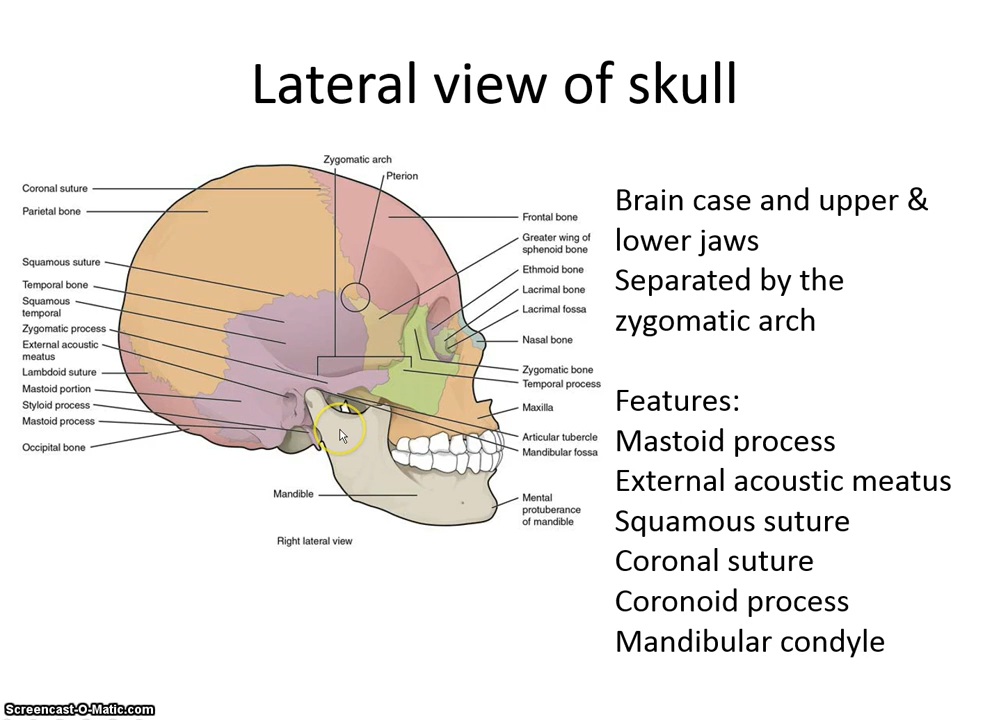 Lateral view of skull
Zygomatic arch
Pterion
Coronal suture
Parietal bone
Squamous suture
Temporal bone
Squamous
temporal
Zygomatic process
External acoustic
meatus
Lambdoid suture
Mastoid portion
Styloid process
Mastoid process
Occipital bone
Frontal bone
Greater wing of
sphenoid bone
Ethmoid bone
Lacrimal bone
Lacrimal fossa
Nasal bone
Zygomatic bone
Temporal process
Maxilla
Articular tubercle
Mandibular fossa
Mandible
Mental
protuberance
of mandible
Right lateral view
Brain case and upper &
lower jaws
Separated by the
zygomatic arch
Features:
Mastoid process
External acoustic meatus
Squamous suture
Coronal suture
Coronoid process
Mandibular condyle
Screencast-O-Matic.com